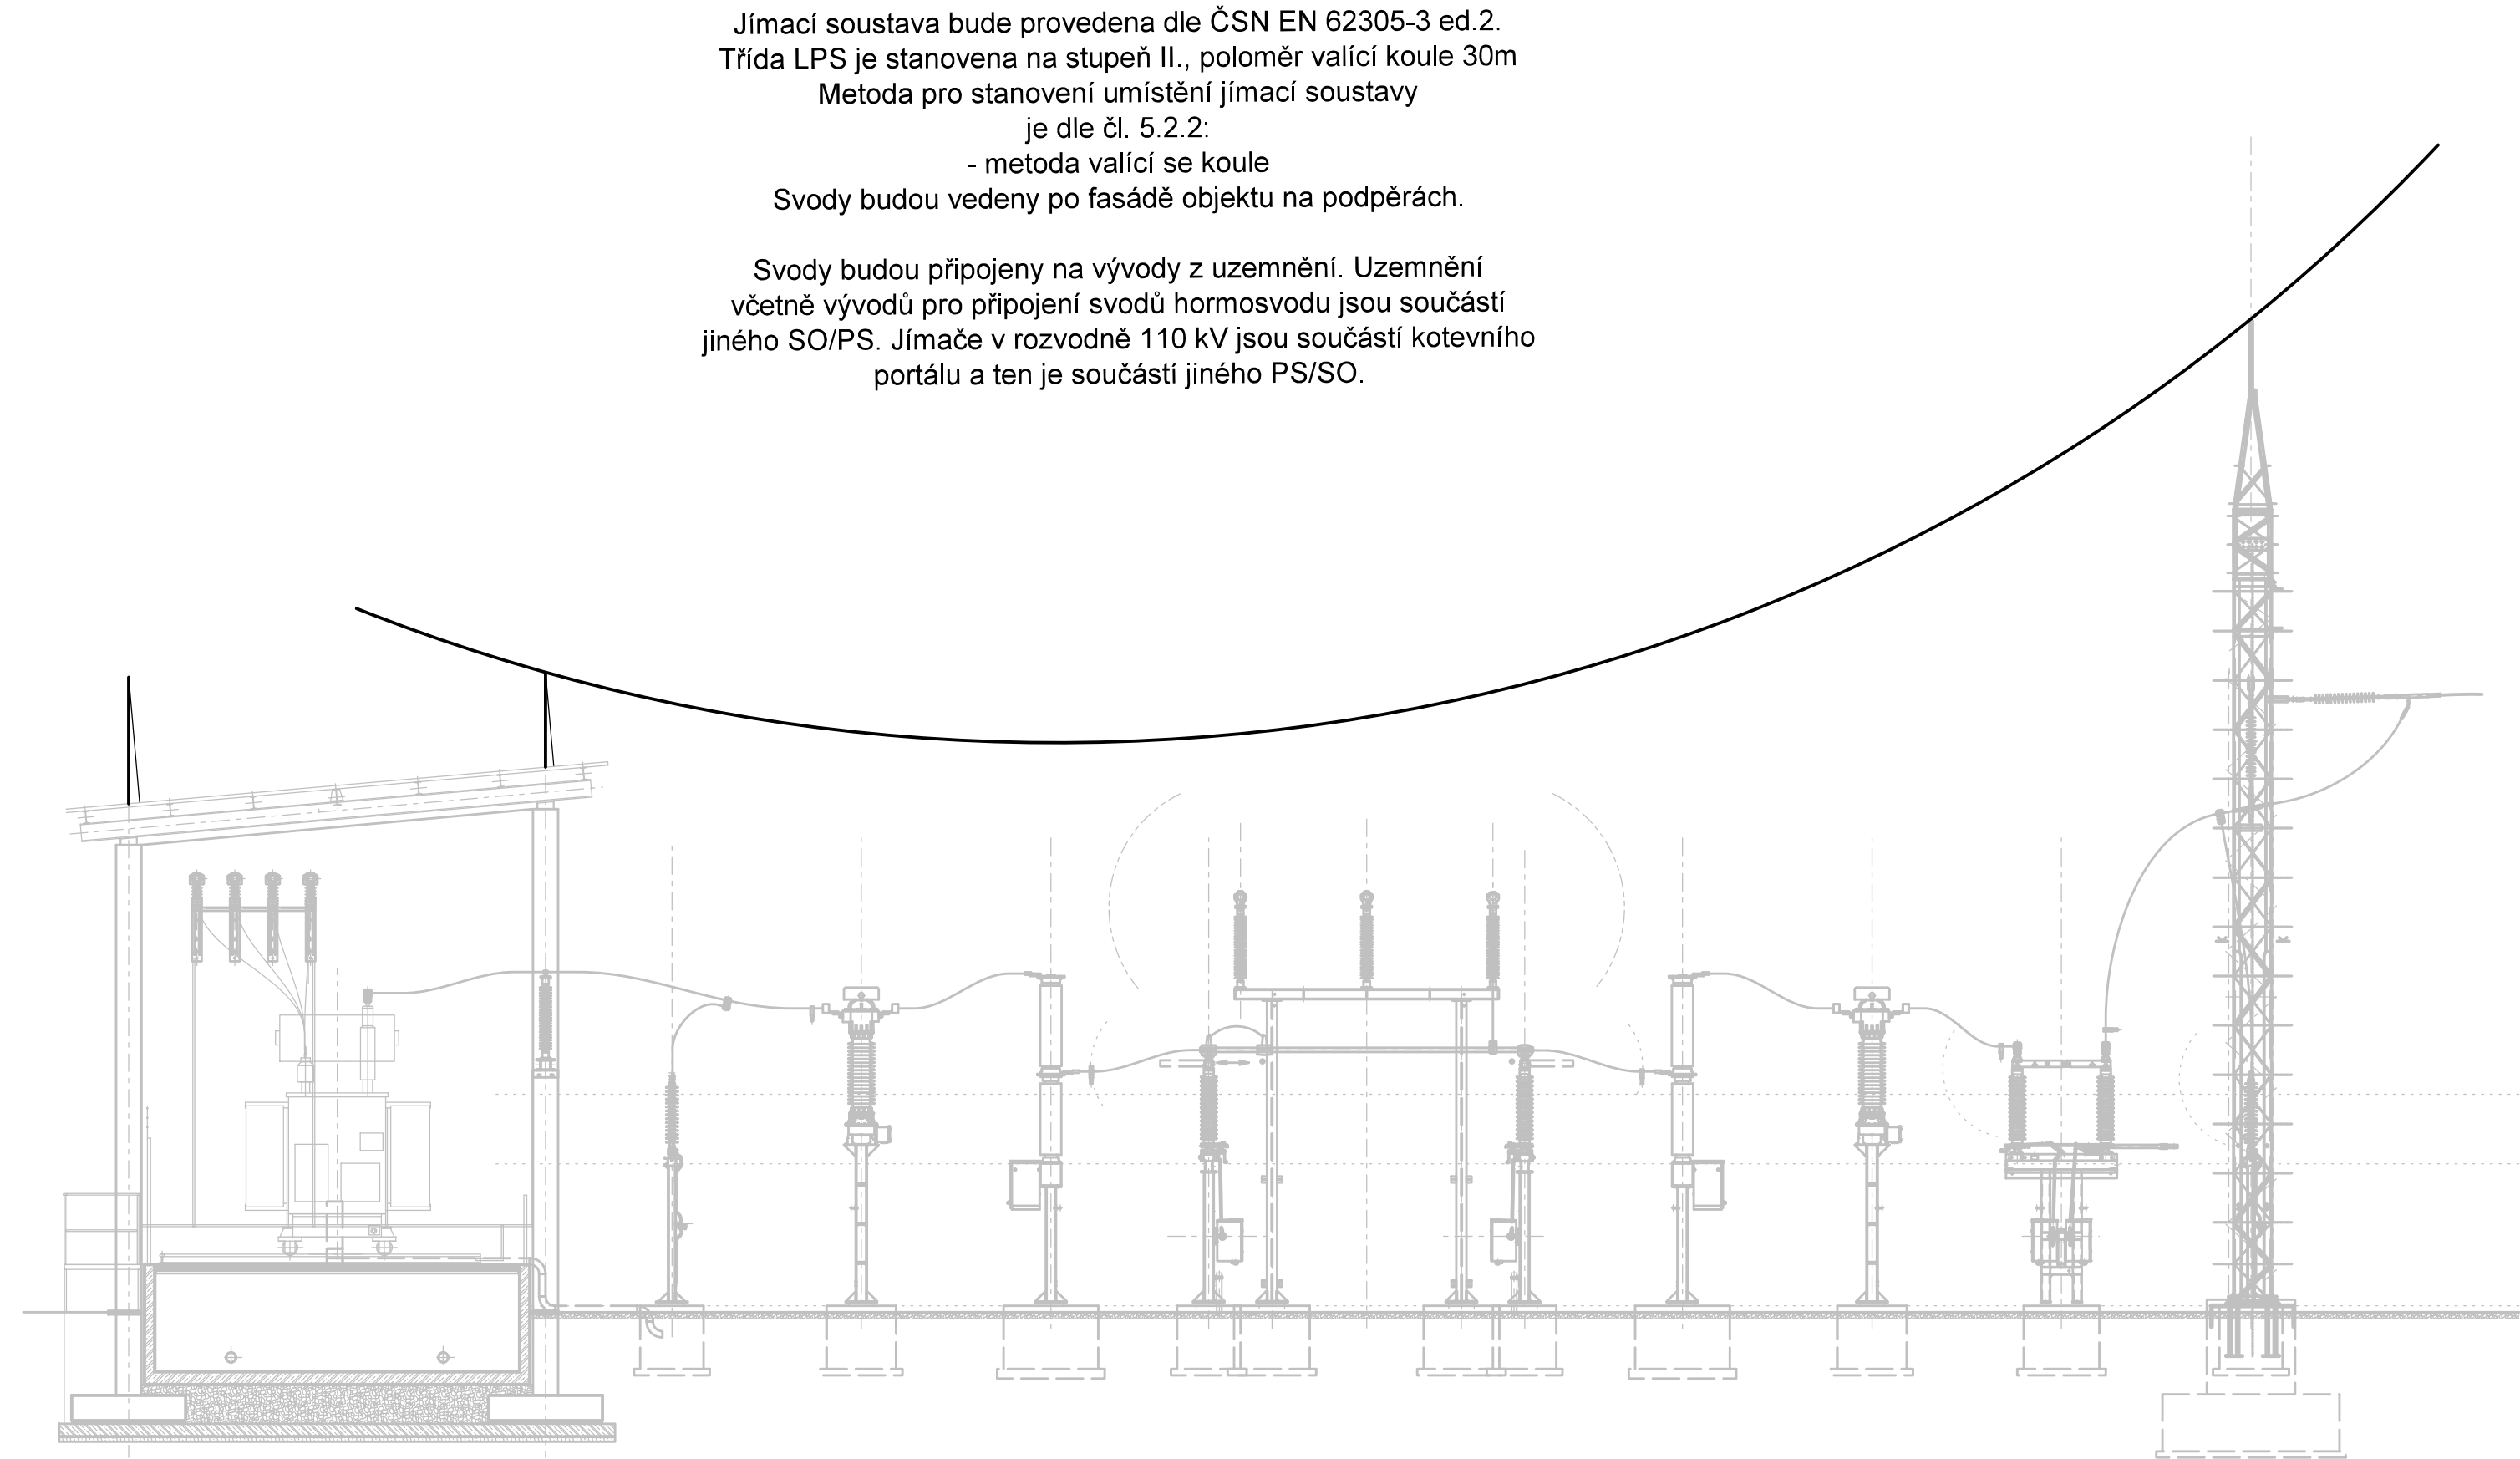 Jímací soustava bude provedena dle ČSN EN 62305-3 ed.2.
Třída LPS je stanovena na stupeň II., poloměr valící koule 30m
Metoda pro stanovení umístění jímací soustavy
je dle čl. 5.2.2:
- metoda valící se koule
Svody budou vedeny po fasádě objektu na podpěrách.
Svody budou připojeny na vývody z uzemnění. Uzemnění
včetně vývodů pro připojení svodů hormosvodu jsou součástí
jiného SO/PS. Jímače v rozvodně 110 kV jsou součástí kotevního
portálu a ten je součástí jiného PS/SO.